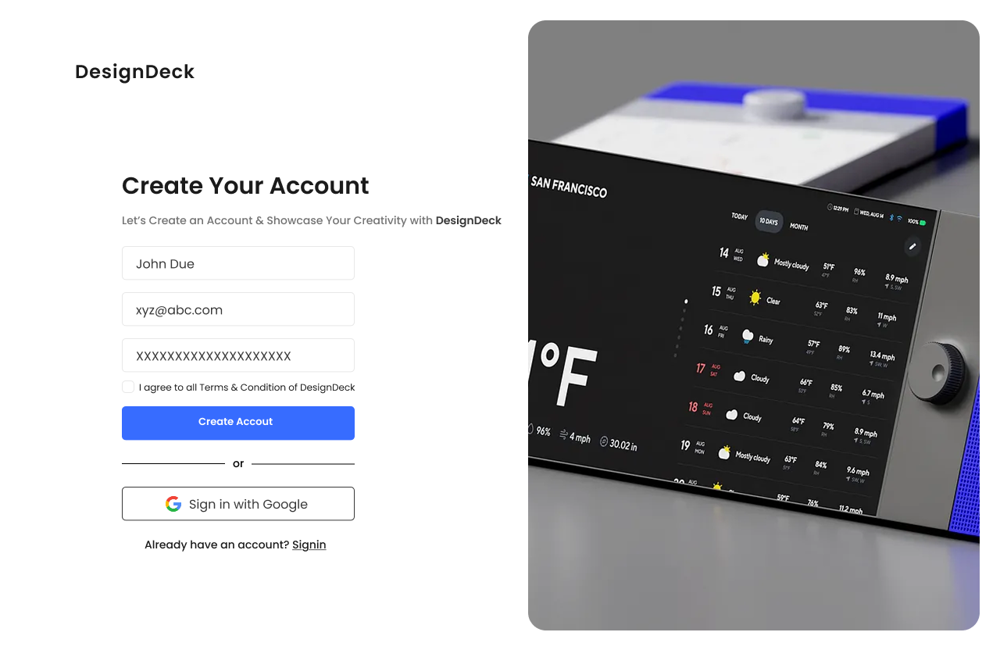 DesignDeck
Create Your Account
Let’s Create an Account & Showcase Your Creativity with DesignDeck
John Due
xyz@abc.com
XXXXXXXXXXXXXXXXXXXX
I agree to all Terms & Condition of DesignDeck
Create Accout
or
Sign in with Google
Already have an account? Signin
SAN FRANCISCO
12:29 PM WED, AUG 14 100%
TODAY 10 DAYS MONTH
14 AUG WED Mostly cloudy 51°F 47°F 96% RH 8.9 mph S, SW
15 AUG THU Clear 63°F 52°F 83% RH 11 mph W
16 AUG FRI Rainy 57°F 49°F 89% RH 13.4 mph SW, W
17 AUG SAT Cloudy 66°F 53°F 85% RH 6.7 mph S
18 AUG SUN Cloudy 64°F 58°F 79% RH 8.9 mph S, SW
19 AUG MON Mostly cloudy 63°F 51°F 84% RH 9.6 mph SW, W
AUG 59°F 76% 11.2 mph
°F
96% 4 mph 30.02 in